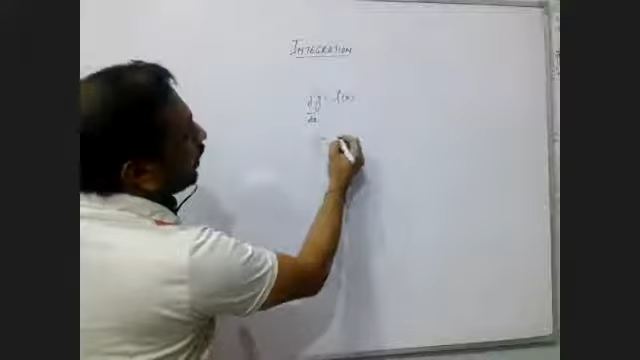 INTEGRATION
dy = f(x)
dx
=